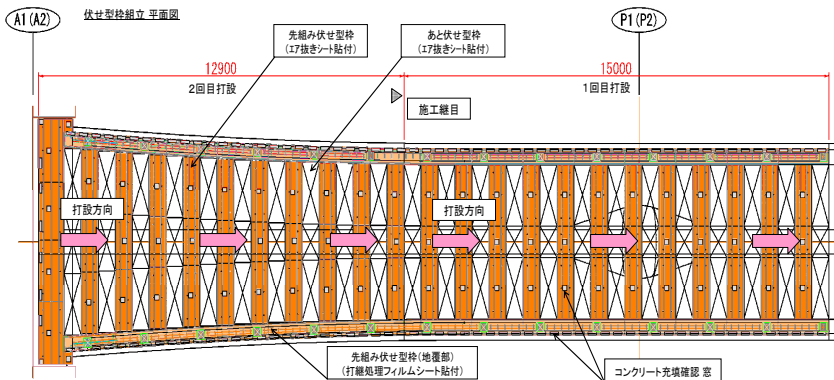 A1(A2)
伏せ型枠組立 平面図
先組み伏せ型枠
(エア抜きシート貼付)
あと伏せ型枠
(エア抜きシート貼付)
P1(P2)
12900
15000
2回目打設
1回目打設
施工継目
打設方向
打設方向
先組み伏せ型枠(地覆部)
(打継処理フィルムシート貼付)
コンクリート充填確認 窓